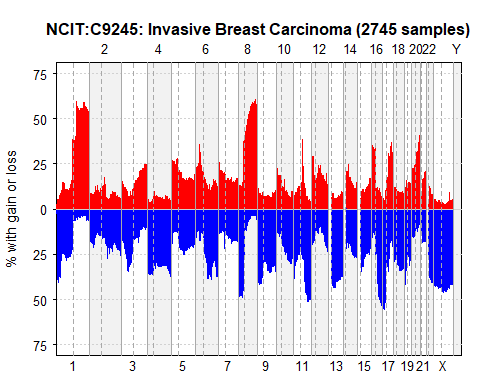 NCIT:C9245: Invasive Breast Carcinoma (2745 samples)
2 4 6 8 10 12 14 16 18 20 22 Y
75
50
25
0
25
50
75
% with gain or loss
1 3 5 7 9 11 13 15 17 19 21 X